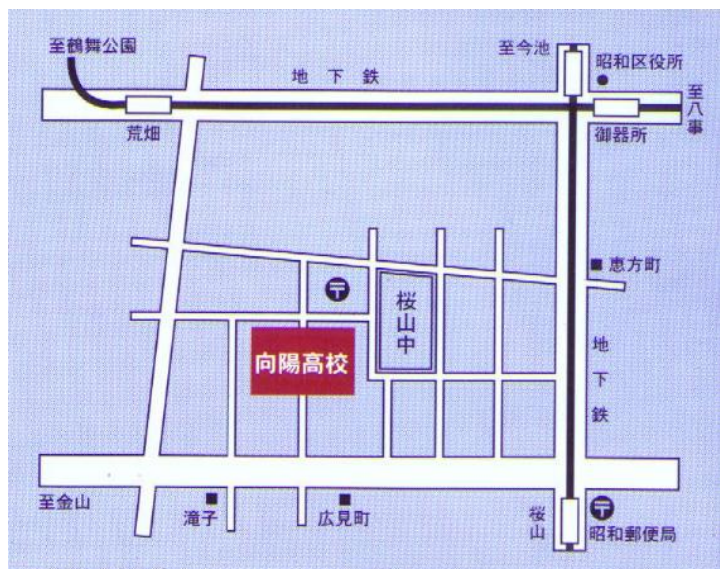 至鶴舞公園
至今池
昭和区役所
地下鉄
至八事
荒畑
御器所
恵方町
〒
桜山中
向陽高校
地下鉄
至金山
滝子
広見町
桜山
〒
昭和郵便局